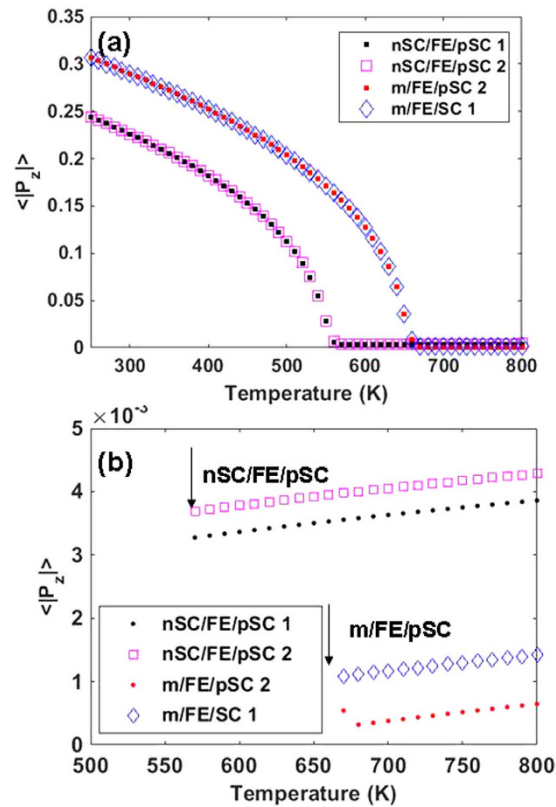 (a)
nSC/FE/pSC 1
nSC/FE/pSC 2
m/FE/pSC 2
m/FE/SC 1
0.35
0.3
0.25
0.2
0.15
0.1
0.05
0
<|P_z|>
300 400 500 600 700 800
Temperature (K)
× 10^-3
(b)
nSC/FE/pSC
m/FE/pSC
5
4
3
2
1
0
<|P_z|>
nSC/FE/pSC 1
nSC/FE/pSC 2
m/FE/pSC 2
m/FE/SC 1
500 550 600 650 700 750 800
Temperature (K)